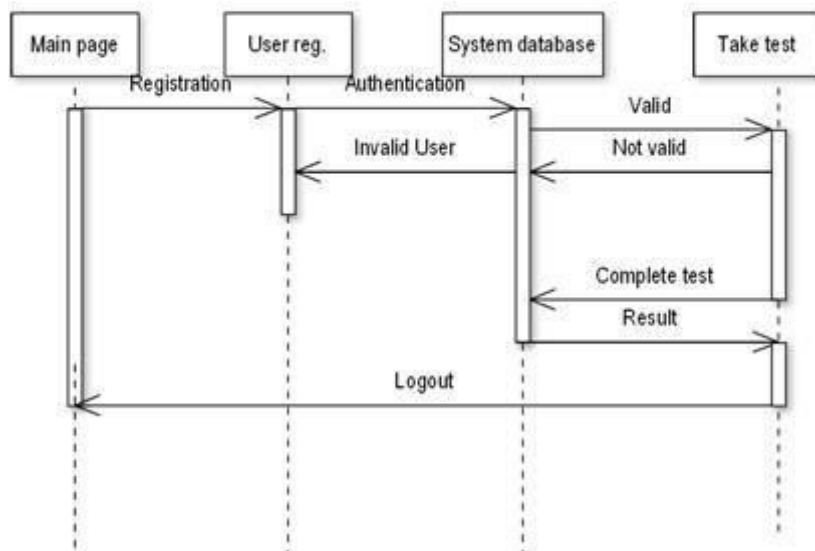 Main page
User reg.
System database
Take test
Registration
Authentication
Valid
Invalid User
Not valid
Complete test
Result
Logout